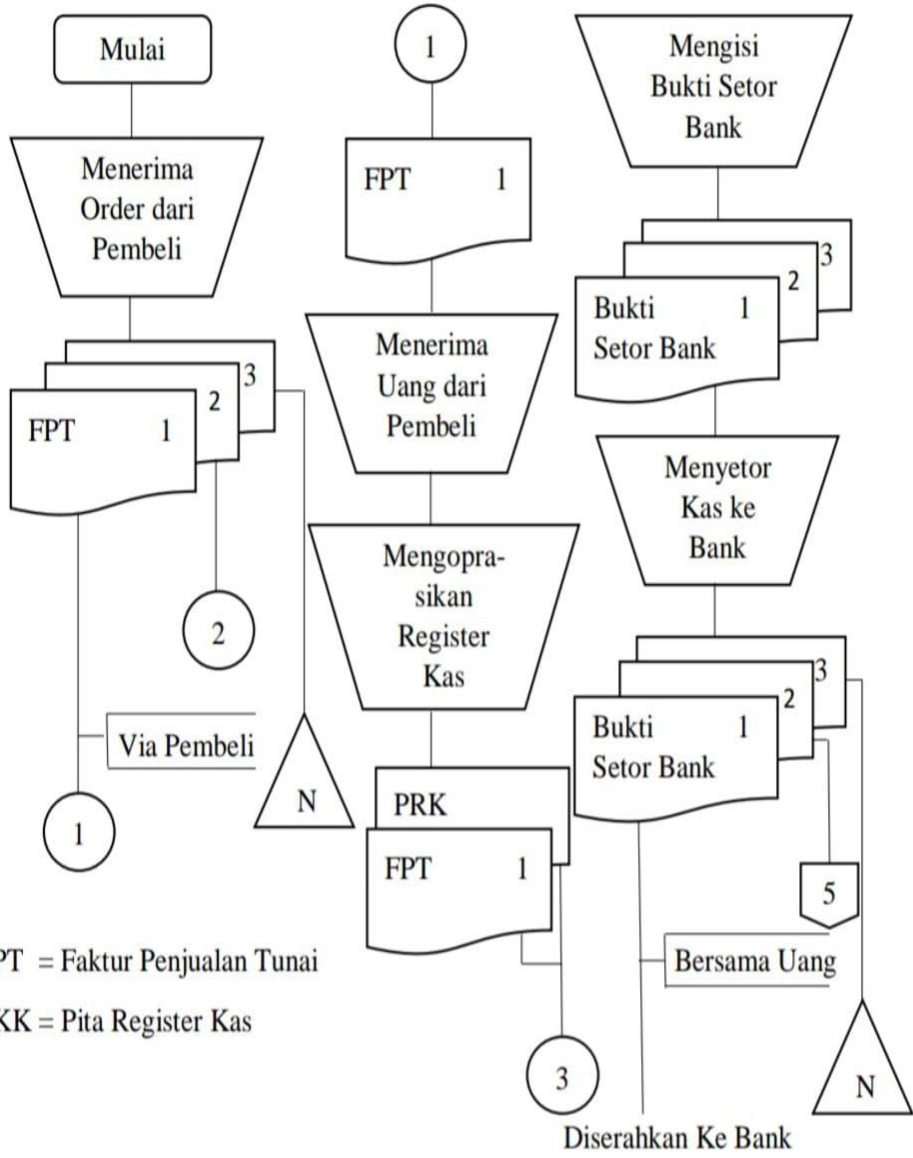 Mulai
Menerima
Order dari
Pembeli
FPT 1
2
3
2
Via Pembeli
1
N
PT = Faktur Penjualan Tunai
KK = Pita Register Kas
1
FPT 1
Menerima
Uang dari
Pembeli
Mengopra-
sikan
Register
Kas
PRK
FPT 1
3
Mengisi
Bukti Setor
Bank
Bukti 1
Setor Bank
2
3
Menyetor
Kas ke
Bank
Bukti 1
Setor Bank
2
3
5
Bersama Uang
N
Diserahkan Ke Bank